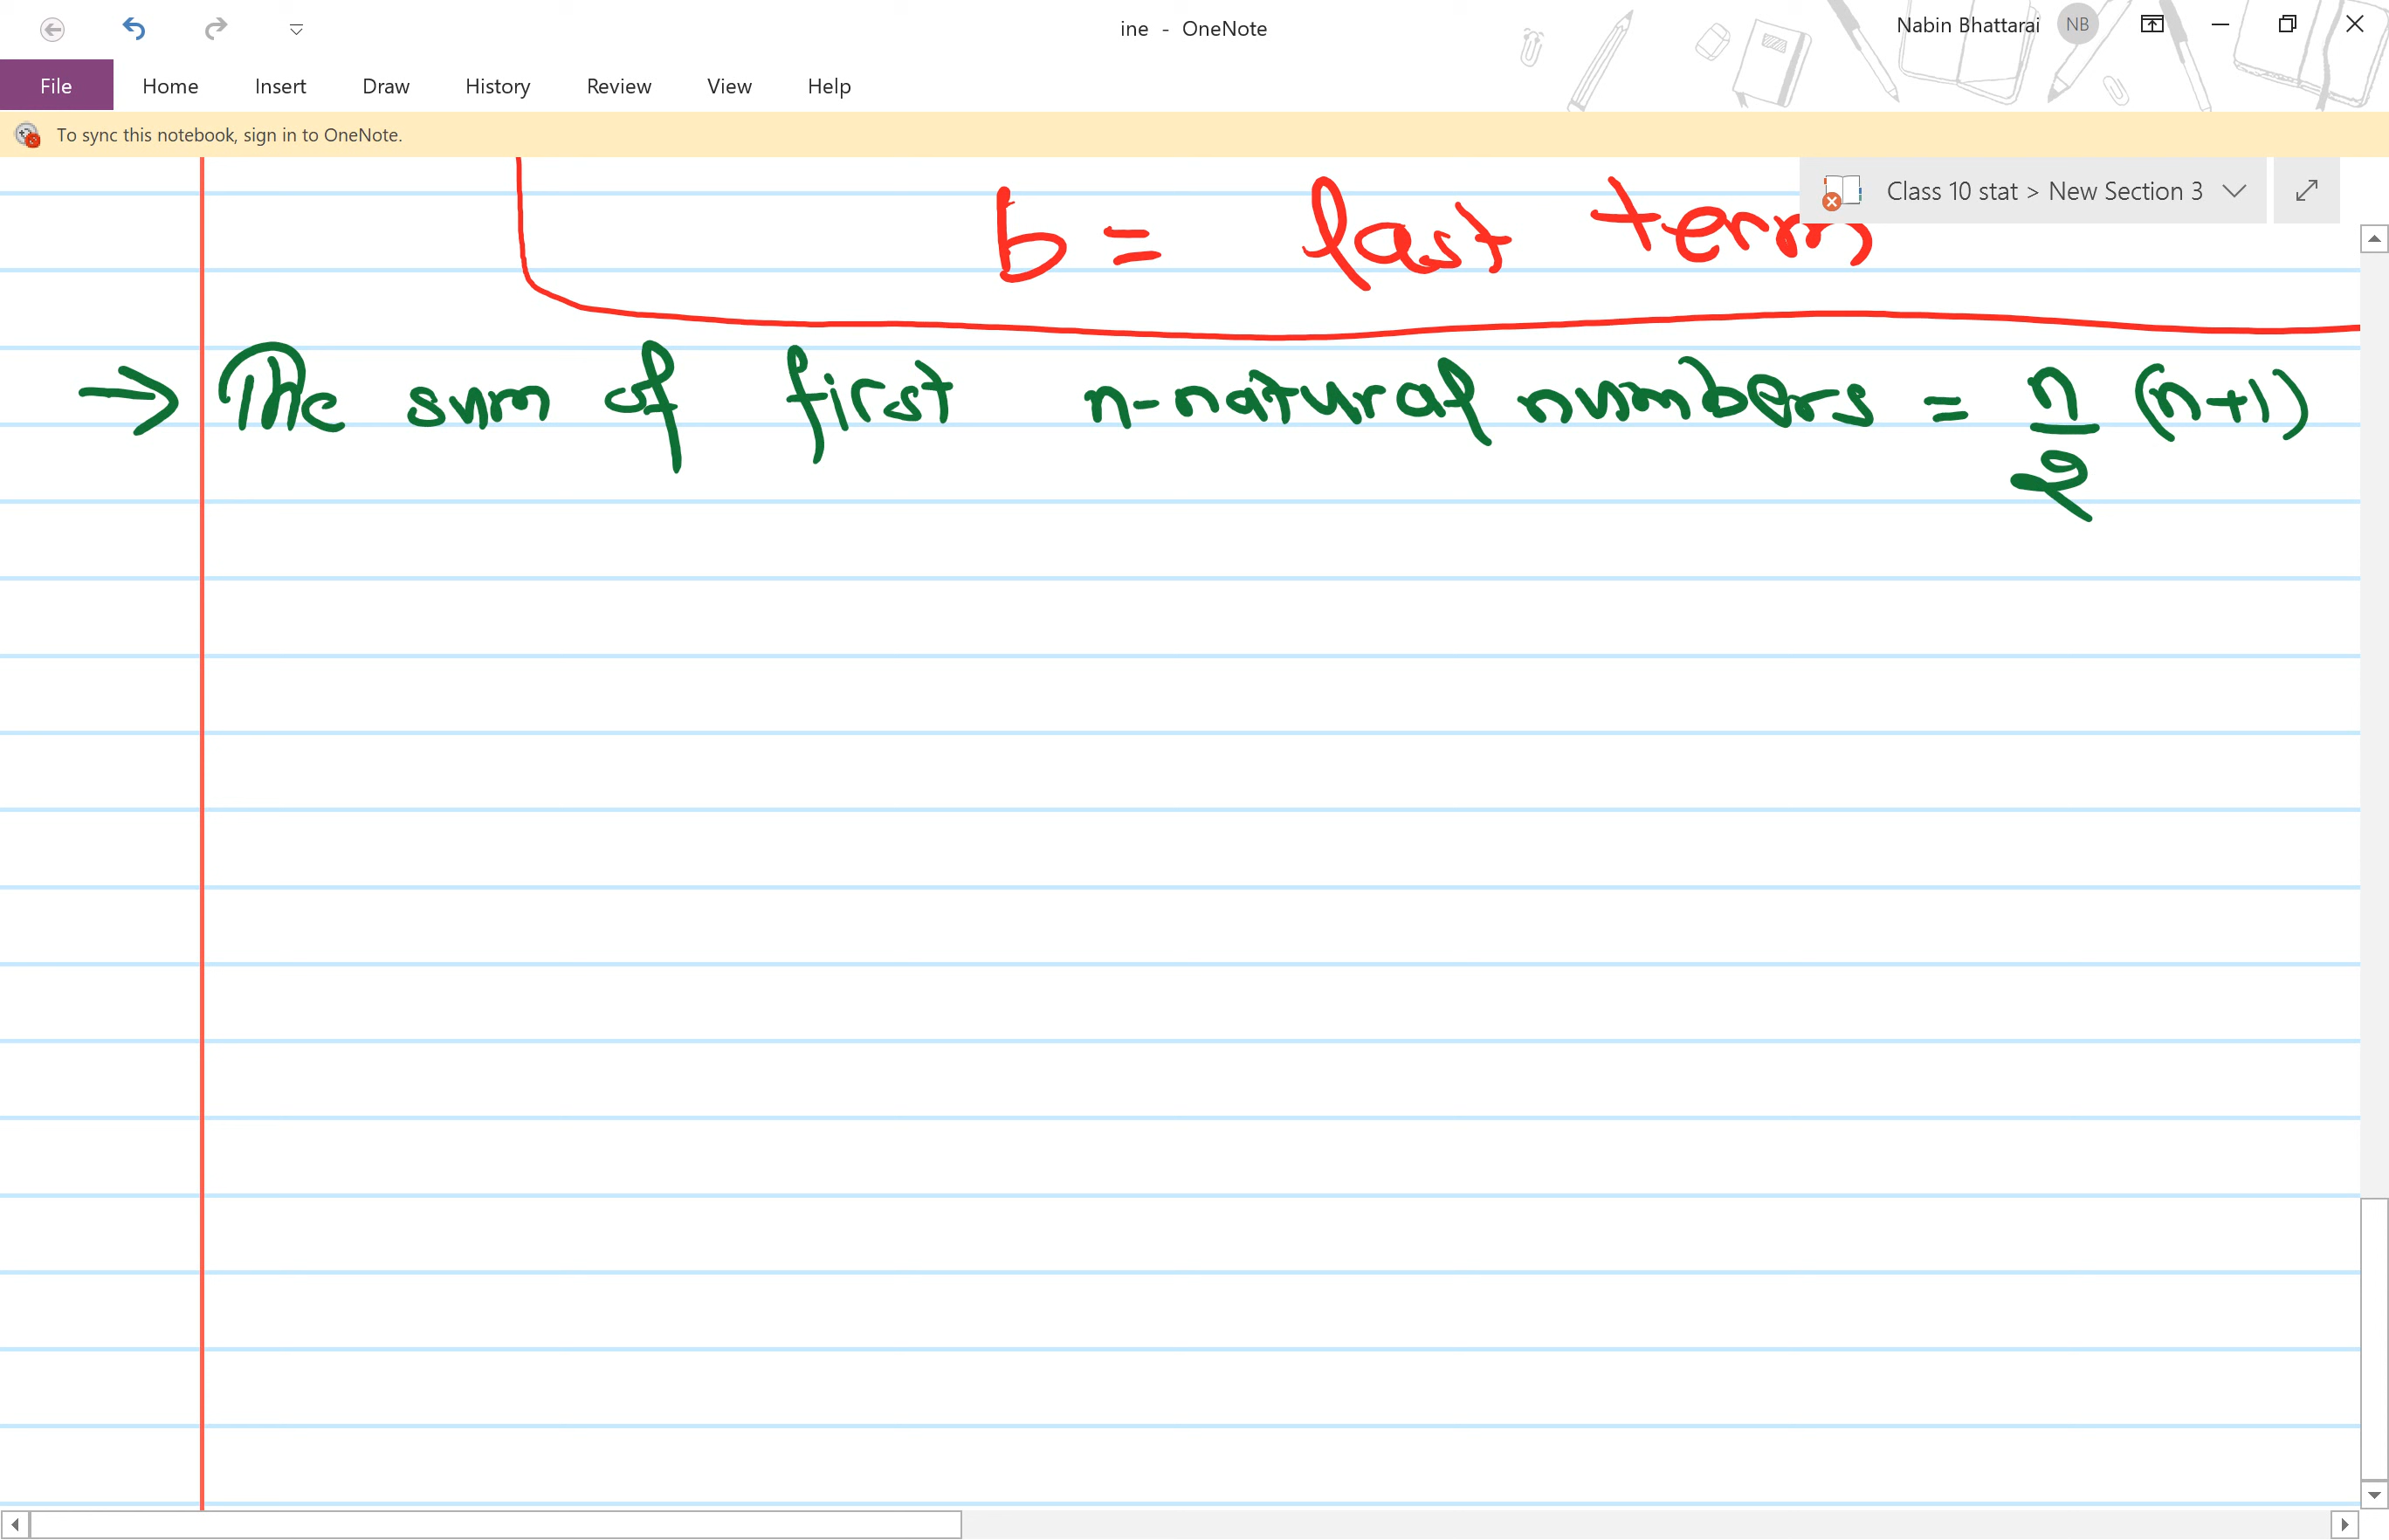 ine - OneNote
Nabin Bhattarai NB
File Home Insert Draw History Review View Help
To sync this notebook, sign in to OneNote.
Class 10 stat > New Section 3
b = last term
→ The sum of first n-natural numbers = n/2 (n+1)